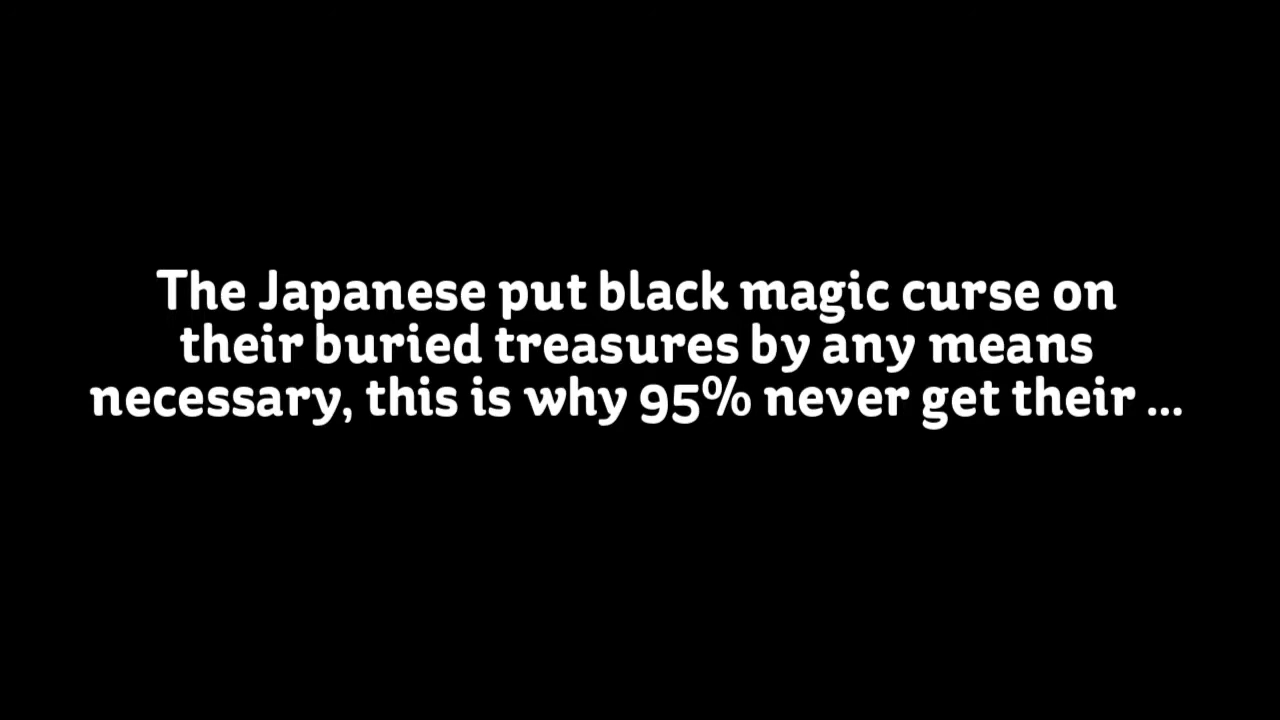 The Japanese put black magic curse on
their buried treasures by any means
necessary, this is why 95% never get their ...